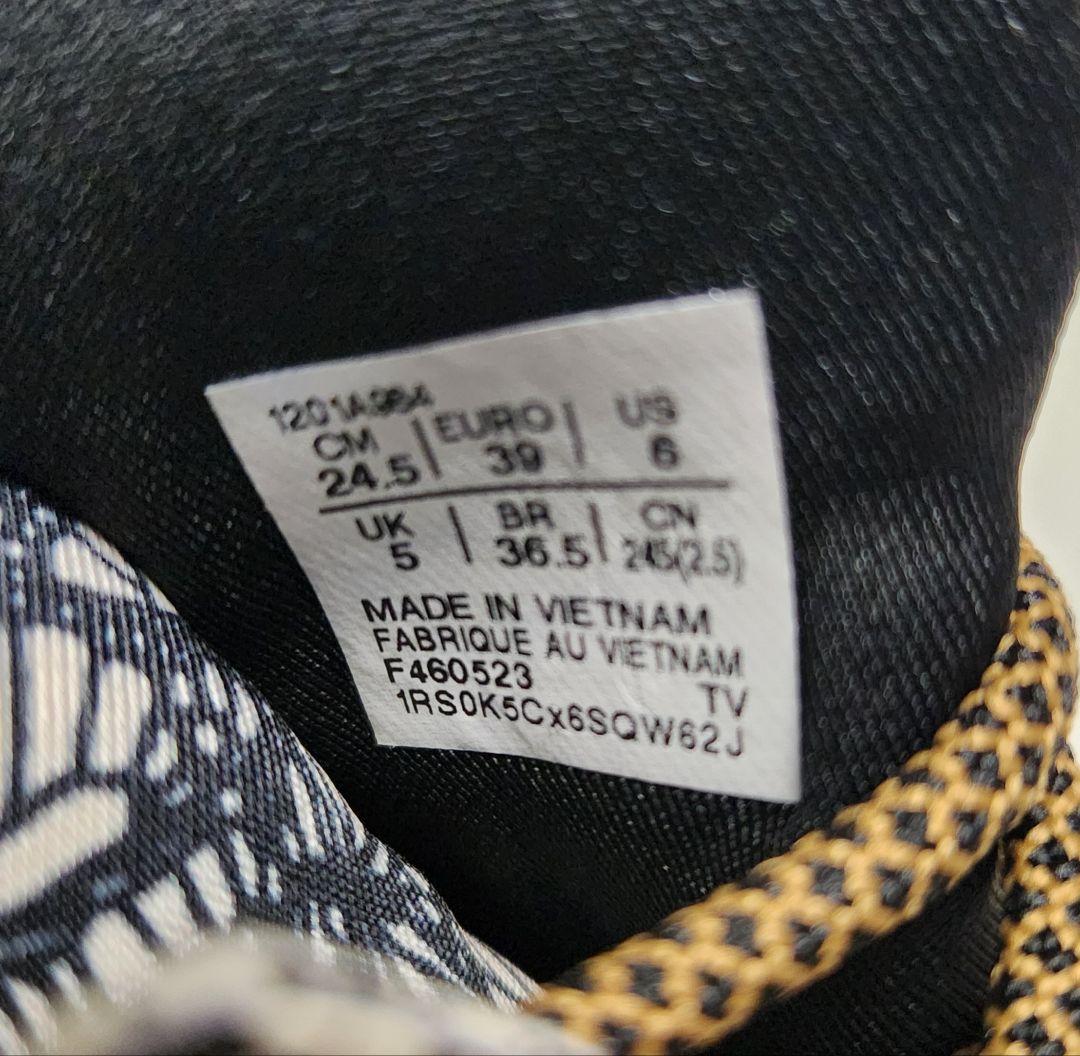 1201A964
CM | EURO | US
24.5 | 39 | 6
UK | BR | CN
5 | 36.5 | 245(2.5)
MADE IN VIETNAM
FABRIQUE AU VIETNAM
F460523 TV
1RS0K5Cx6SQW62J